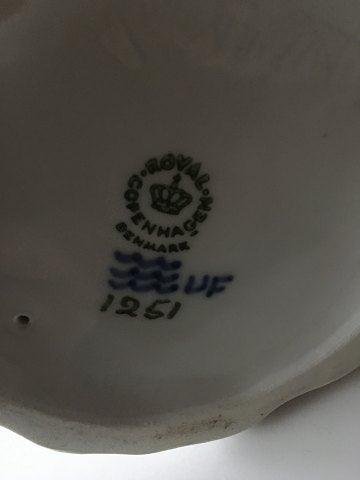 ROYAL
COPENHAGEN
DENMARK
UF
1251